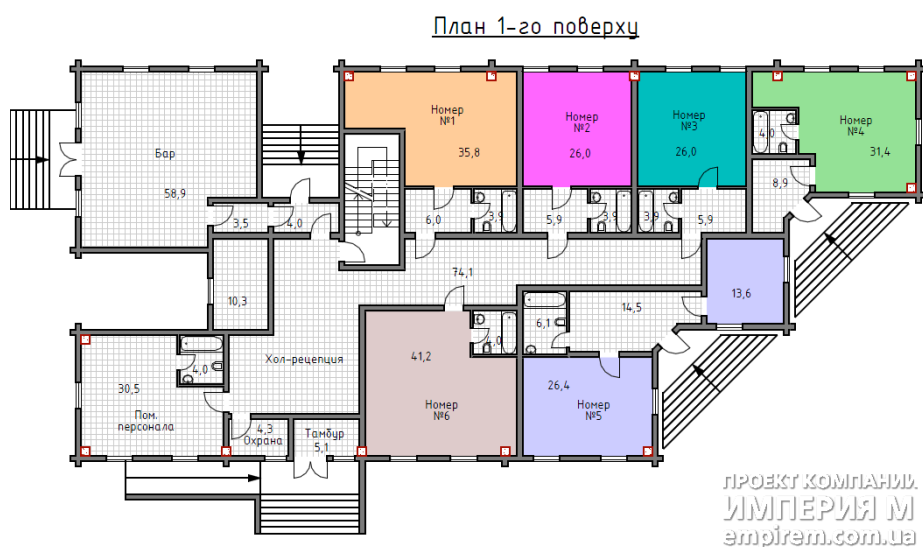 План 1-го поверху
Бар
58,9
3,5
4,0
Номер
№1
35,8
Номер
№2
26,0
Номер
№3
26,0
Номер
№4
31,4
4,0
8,9
6,0
3,9
5,9
3,9
3,9
5,9
74,1
10,3
13,6
14,5
6,1
Хол-рецепция
41,2
4,0
Номер
№6
26,4
Номер
№5
30,5
4,0
Пом.
персонала
4,3
Охрана
Тамбур
5,1
ПРОЕКТ КОМПАНИИ
ИМПЕРИЯ М
empirem.com.ua